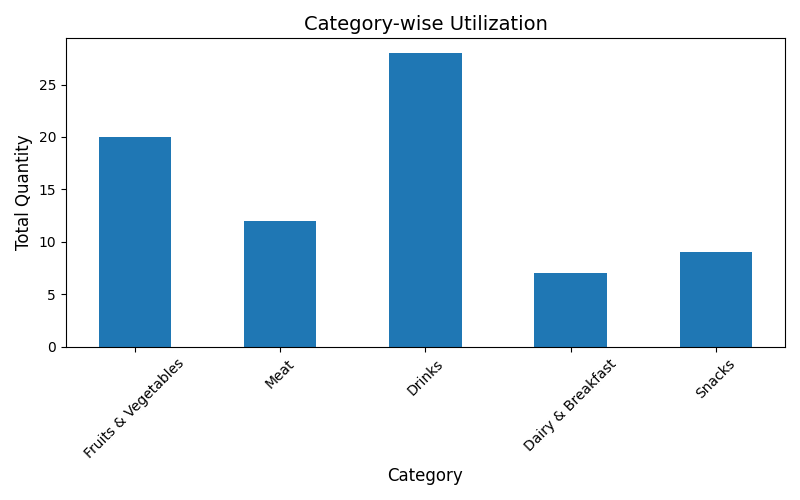 Category-wise Utilization
Total Quantity
25
20
15
10
5
0
Fruits & Vegetables
Meat
Drinks
Dairy & Breakfast
Snacks
Category